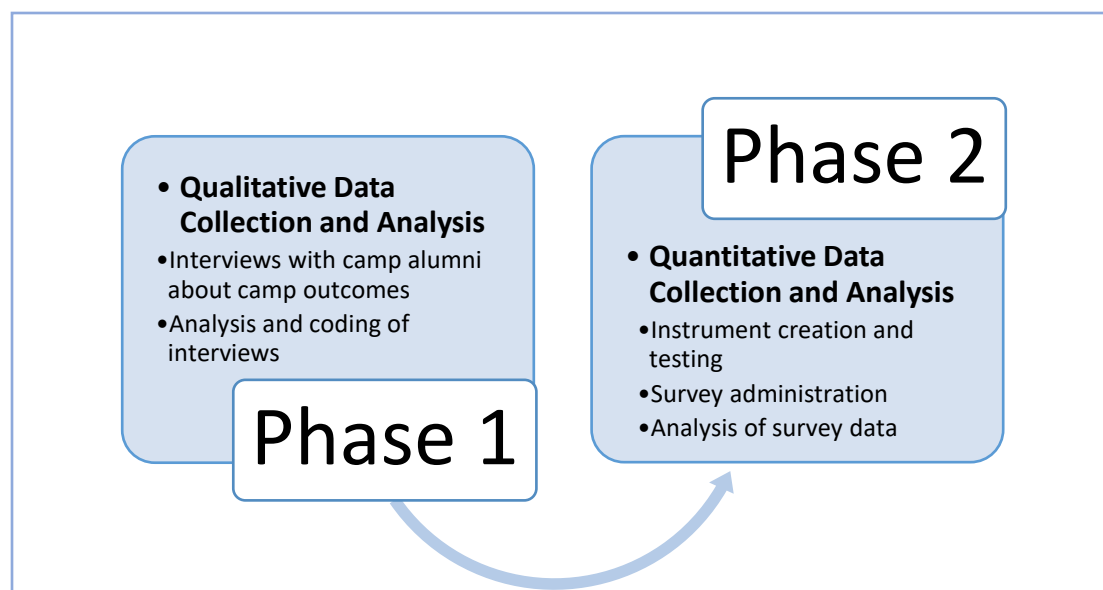 • Qualitative Data
Collection and Analysis
•Interviews with camp alumni
about camp outcomes
•Analysis and coding of
interviews
Phase 1
Phase 2
• Quantitative Data
Collection and Analysis
•Instrument creation and
testing
•Survey administration
•Analysis of survey data